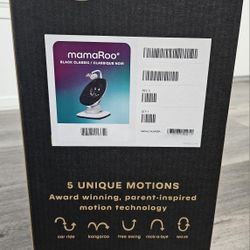 mamaRoo®
BLACK CLASSIC / CLASSIQUE NOIR
5 UNIQUE MOTIONS
Award winning, parent-inspired
motion technology
car ride kangaroo tree swing rock-a-bye wave